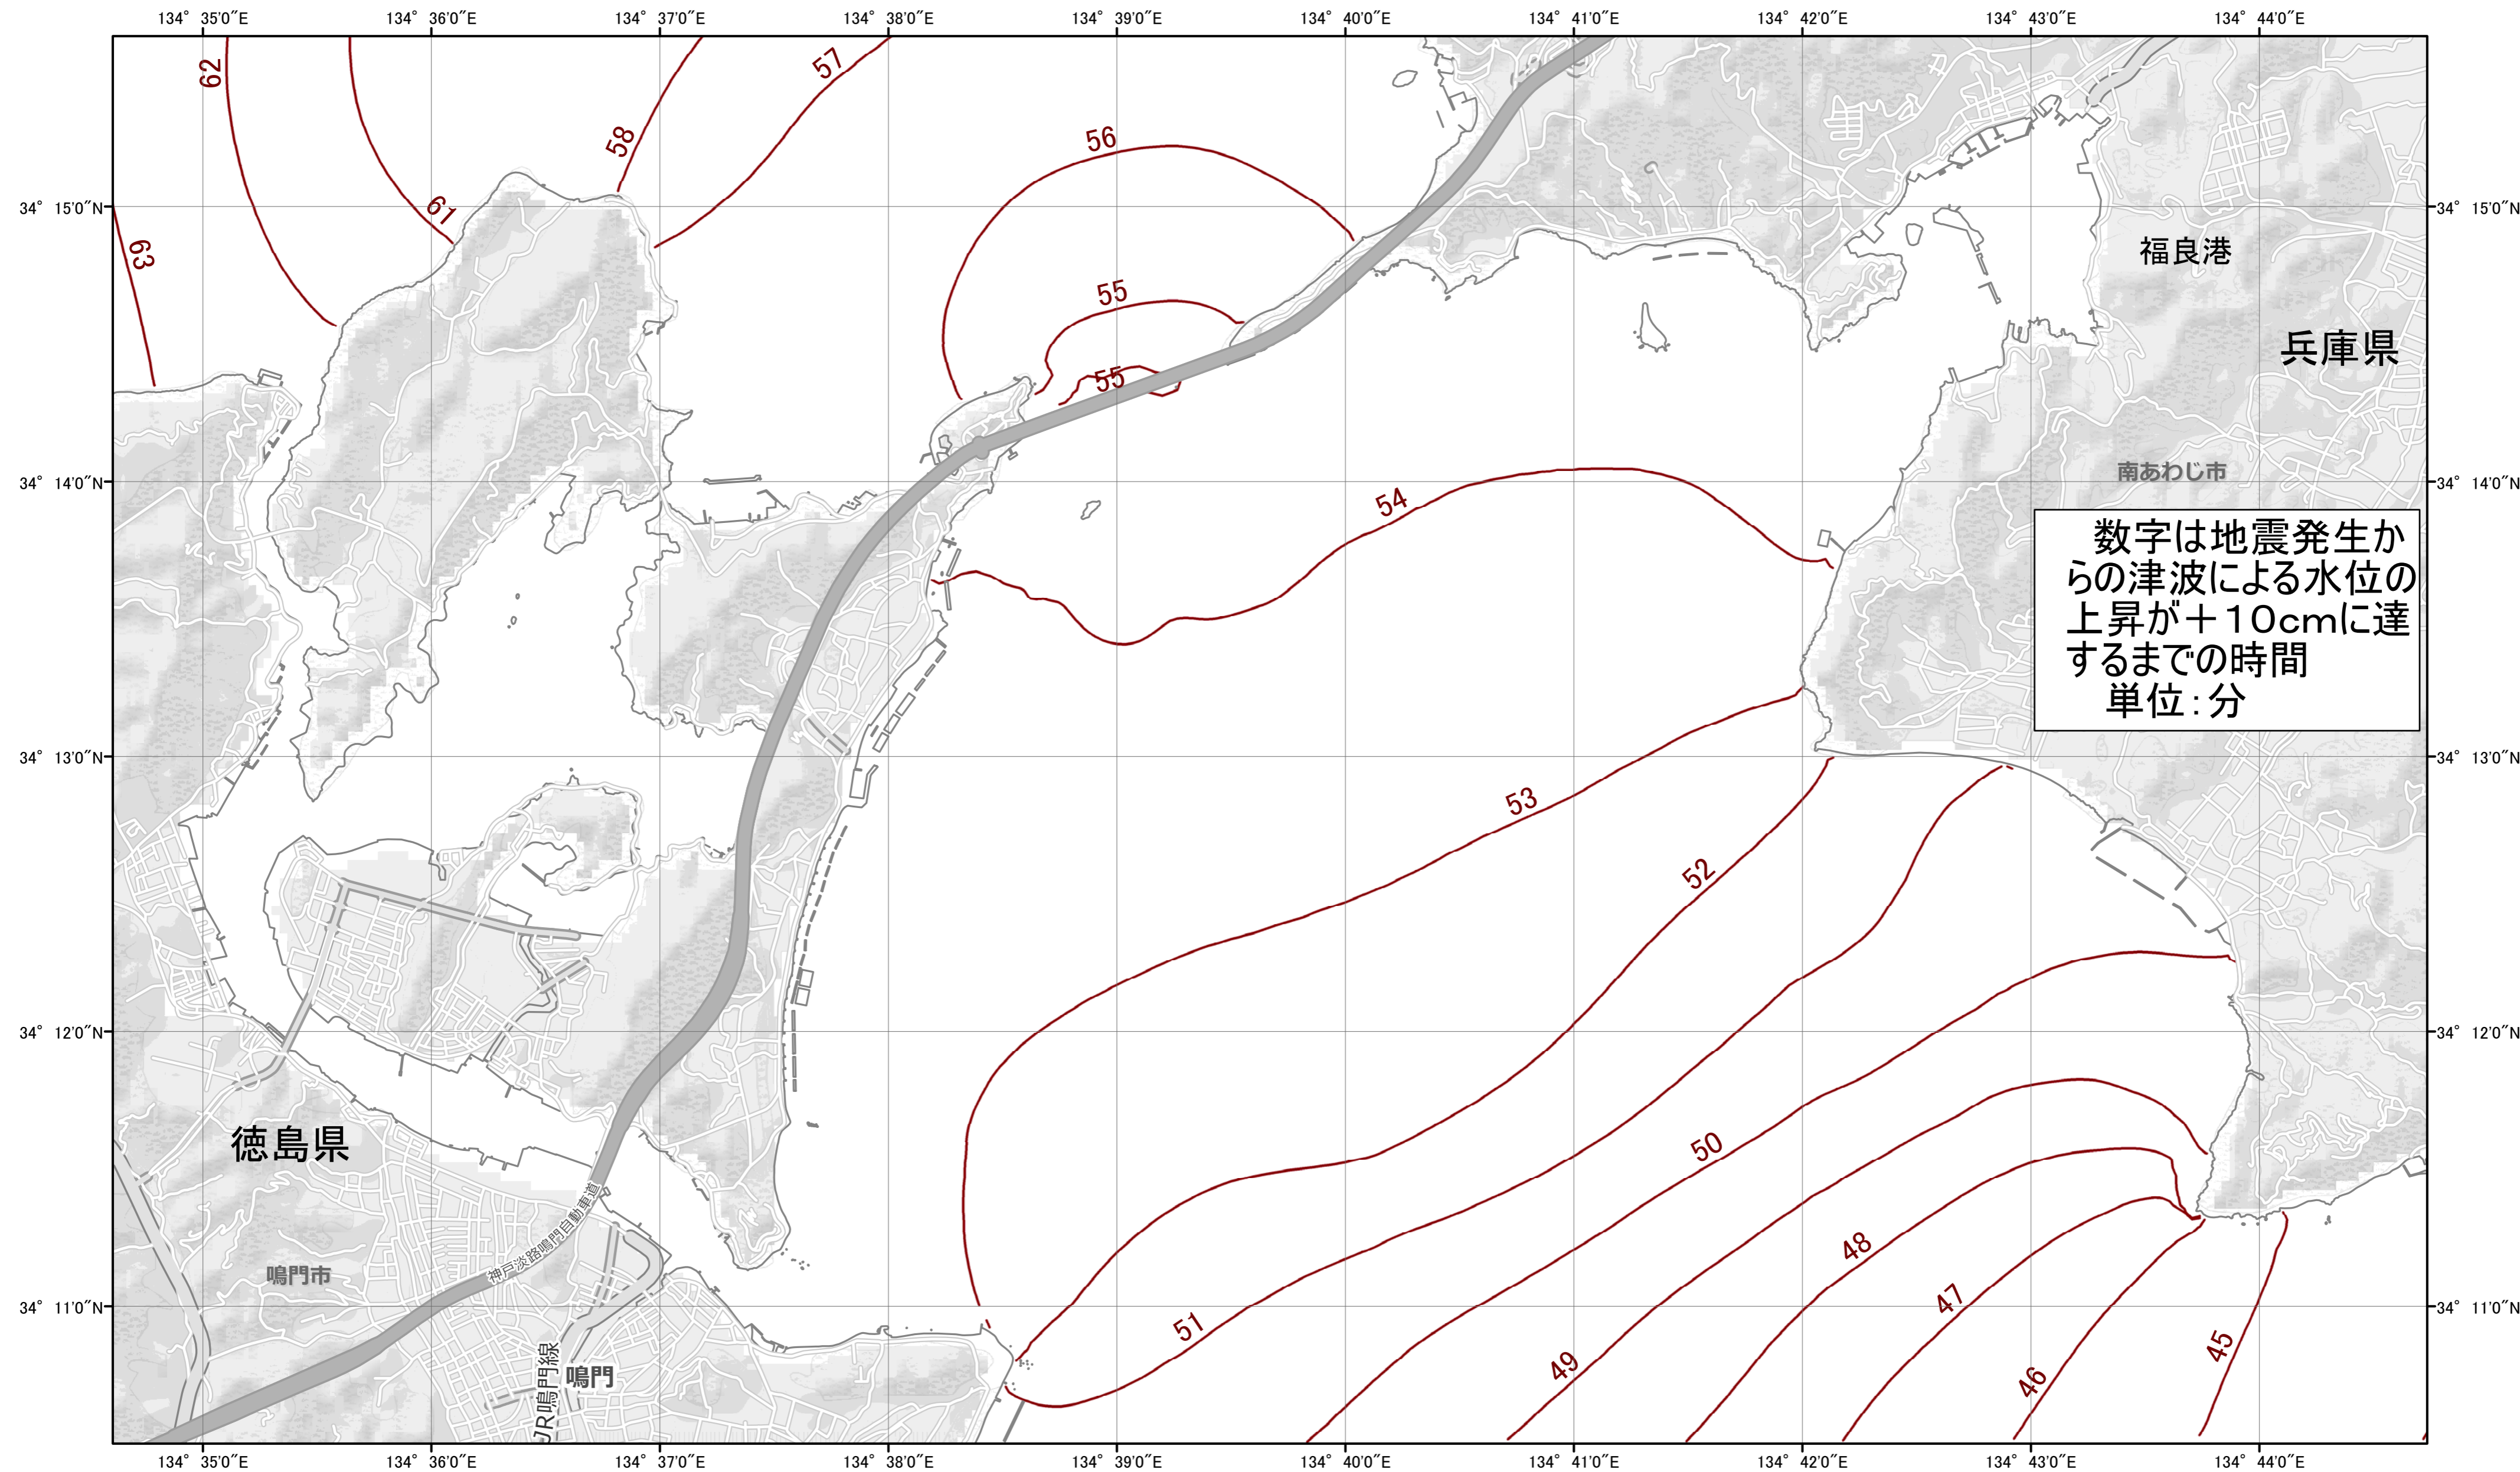 134° 35'0"E
134° 36'0"E
134° 37'0"E
134° 38'0"E
134° 39'0"E
134° 40'0"E
134° 41'0"E
134° 42'0"E
134° 43'0"E
134° 44'0"E
62
57
58
56
61
63
55
55
34° 15'0"N
34° 15'0"N
福良港
兵庫県
南あわじ市
34° 14'0"N
34° 14'0"N
54
数字は地震発生か
らの津波による水位の
上昇が＋10cmに達
するまでの時間
単位：分
34° 13'0"N
34° 13'0"N
53
52
34° 12'0"N
34° 12'0"N
徳島県
50
神戸淡路鳴門自動車道
鳴門市
48
47
34° 11'0"N
34° 11'0"N
51
49
46
45
JR鳴門線
鳴門
134° 35'0"E
134° 36'0"E
134° 37'0"E
134° 38'0"E
134° 39'0"E
134° 40'0"E
134° 41'0"E
134° 42'0"E
134° 43'0"E
134° 44'0"E